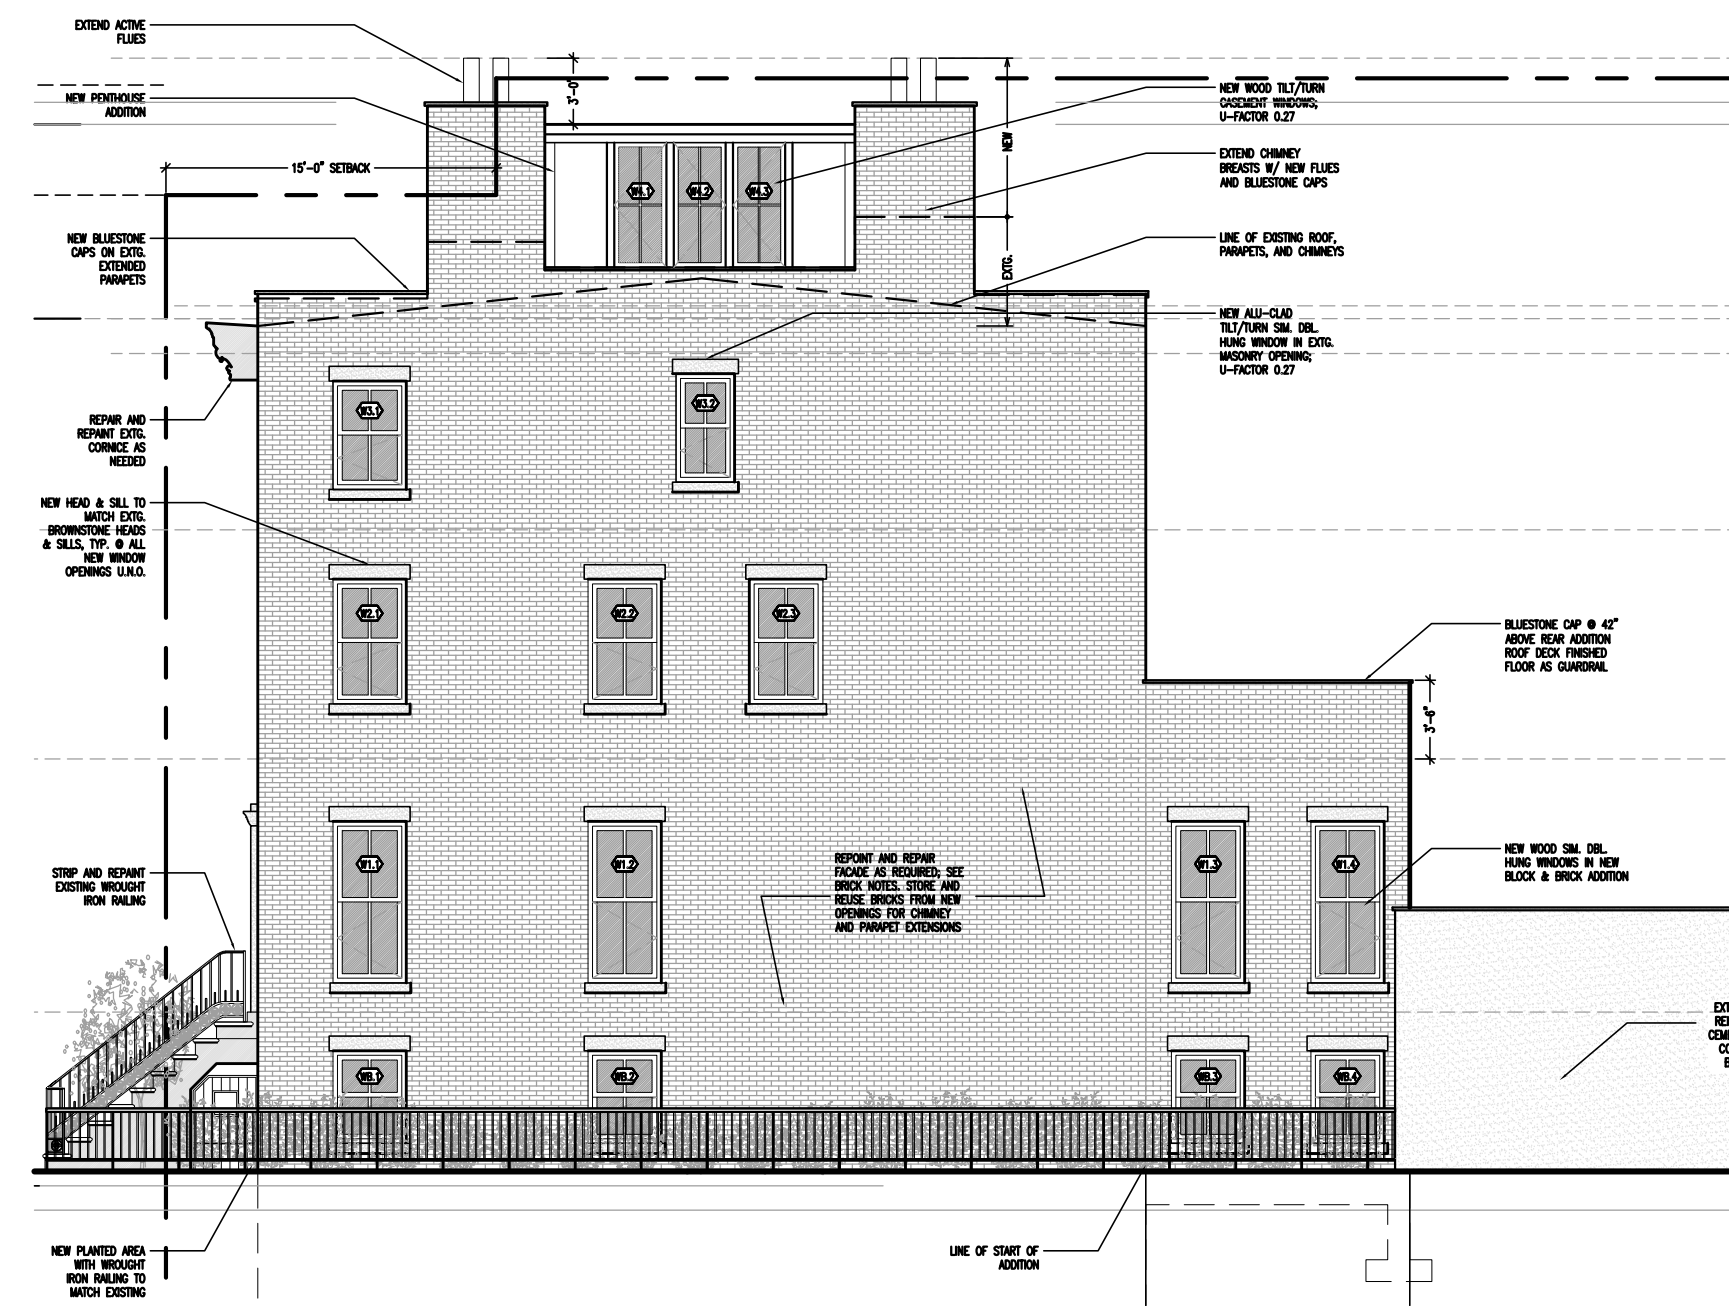 EXTEND ACTIVE
FLUES
NEW PENTHOUSE
ADDITION
15'-0" SETBACK
3'-0"
NEW BLUESTONE
CAPS ON EXTG.
EXTENDED
PARAPETS
REPAIR AND
REPAINT EXTG.
CORNICE AS
NEEDED
NEW HEAD & SILL TO
MATCH EXTG.
BROWNSTONE HEADS
& SILLS, TYP. @ ALL
NEW WINDOW
OPENINGS U.N.O.
STRIP AND REPAINT
EXISTING WROUGHT
IRON RAILING
NEW PLANTED AREA
WITH WROUGHT
IRON RAILING TO
MATCH EXISTING
W4.1 W4.2 W4.3
W3.1 W3.2
W2.1 W2.2 W2.3
W1.1 W1.2 W1.3 W1.4
WB.1 WB.2 WB.3 WB.4
REPOINT AND REPAIR
FACADE AS REQUIRED; SEE
BRICK NOTES. STORE AND
REUSE BRICKS FROM NEW
OPENINGS FOR CHIMNEY
AND PARAPET EXTENSIONS
LINE OF START OF
ADDITION
NEW
EXTG.
NEW WOOD TILT/TURN
CASEMENT WINDOWS;
U-FACTOR 0.27
EXTEND CHIMNEY
BREASTS W/ NEW FLUES
AND BLUESTONE CAPS
LINE OF EXISTING ROOF,
PARAPETS, AND CHIMNEYS
NEW ALU-CLAD
TILT/TURN SIM. DBL.
HUNG WINDOW IN EXTG.
MASONRY OPENING;
U-FACTOR 0.27
BLUESTONE CAP @ 42"
ABOVE REAR ADDITION
ROOF DECK FINISHED
FLOOR AS GUARDRAIL
3'-6"
NEW WOOD SIM. DBL.
HUNG WINDOWS IN NEW
BLOCK & BRICK ADDITION